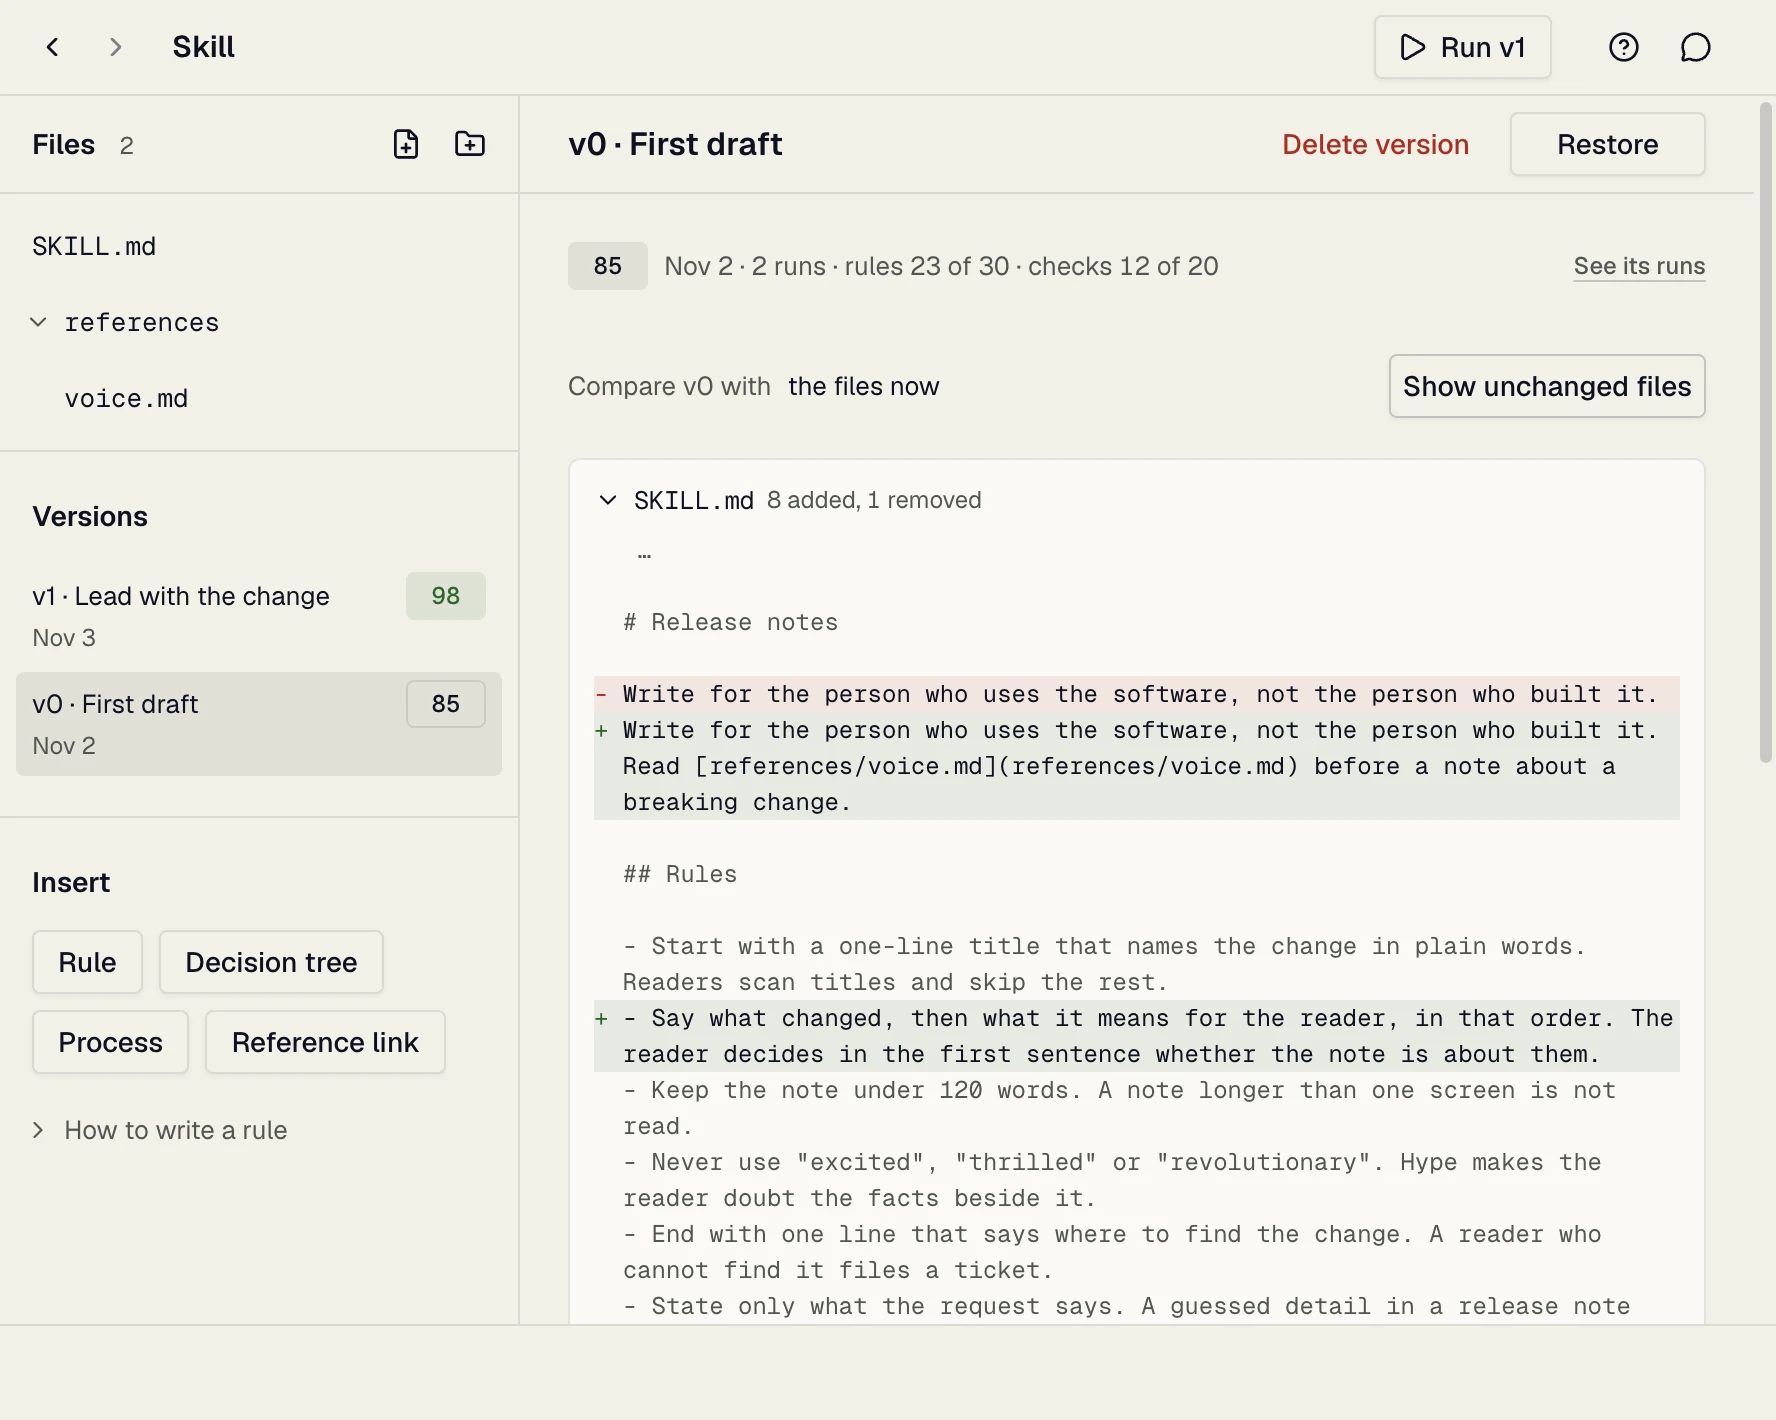 Skill
Run v1
Files 2
SKILL.md
references
voice.md
Versions
v1 · Lead with the change
98
Nov 3
v0 · First draft
85
Nov 2
Insert
Rule
Decision tree
Process
Reference link
How to write a rule
v0 · First draft
Delete version
Restore
85
Nov 2 · 2 runs · rules 23 of 30 · checks 12 of 20
See its runs
Compare v0 with the files now
Show unchanged files
SKILL.md 8 added, 1 removed
…
# Release notes
- Write for the person who uses the software, not the person who built it.
+ Write for the person who uses the software, not the person who built it.
Read [references/voice.md](references/voice.md) before a note about a
breaking change.
## Rules
- Start with a one-line title that names the change in plain words.
Readers scan titles and skip the rest.
+ - Say what changed, then what it means for the reader, in that order. The
reader decides in the first sentence whether the note is about them.
- Keep the note under 120 words. A note longer than one screen is not
read.
- Never use "excited", "thrilled" or "revolutionary". Hype makes the
reader doubt the facts beside it.
- End with one line that says where to find the change. A reader who
cannot find it files a ticket.
- State only what the request says. A guessed detail in a release note